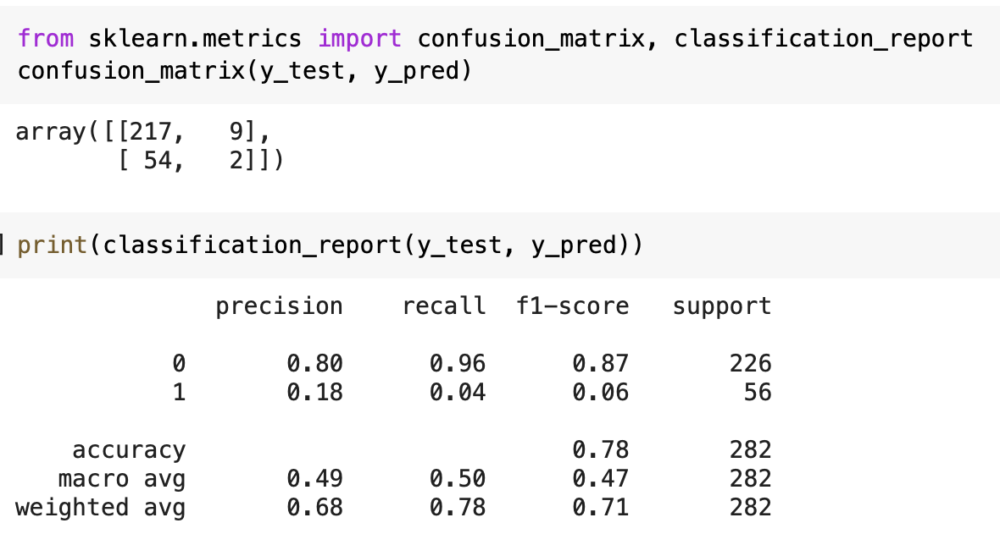 from sklearn.metrics import confusion_matrix, classification_report
confusion_matrix(y_test, y_pred)
array([[217,   9],
       [ 54,   2]])
print(classification_report(y_test, y_pred))
              precision    recall  f1-score   support
           0       0.80      0.96      0.87       226
           1       0.18      0.04      0.06        56
    accuracy                           0.78       282
   macro avg       0.49      0.50      0.47       282
weighted avg       0.68      0.78      0.71       282